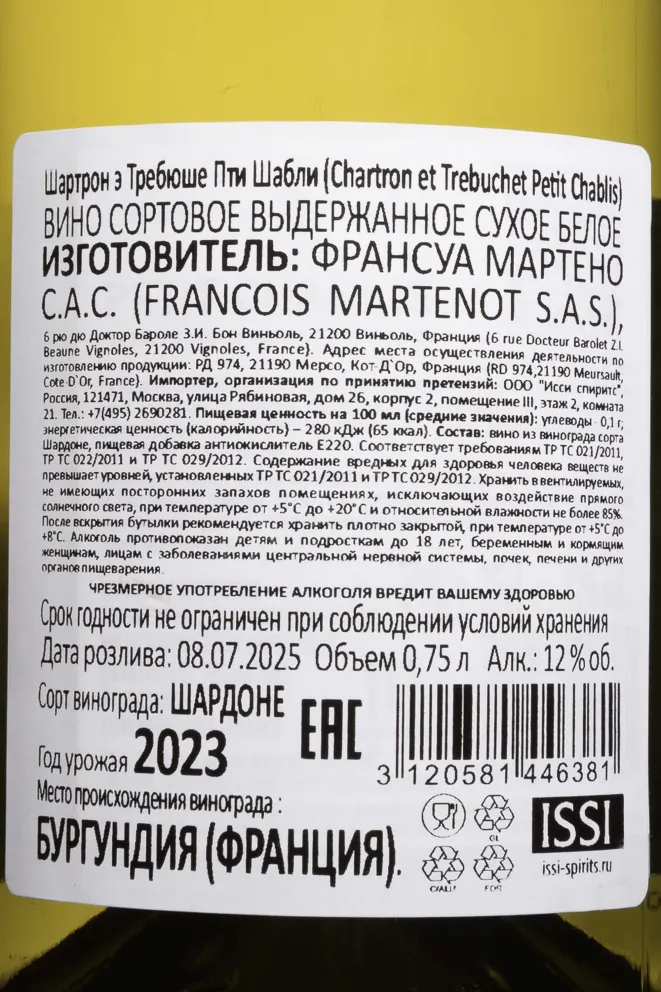 Шартрон э Требюше Пти Шабли (Chartron et Trebuchet Petit Chablis)
ВИНО СОРТОВОЕ ВЫДЕРЖАННОЕ СУХОЕ БЕЛОЕ
ИЗГОТОВИТЕЛЬ: ФРАНСУА МАРТЕНО
С.А.С. (FRANCOIS MARTENOT S.A.S.),
6 рю дю Доктор Бароле З.И. Бон Виньоль, 21200 Виньоль, Франция (6 rue Docteur Barolet Z.I.
Beaune Vignoles, 21200 Vignoles, France). Адрес места осуществления деятельности по
изготовлению продукции: РД 974, 21190 Мерсо, Кот-Д`Ор, Франция (RD 974,21190 Meursault,
Cote-D`Or, France). Импортер, организация по принятию претензий: ООО "Исси спиритс",
Россия, 121471, Москва, улица Рябиновая, дом 26, корпус 2, помещение III, этаж 2, комната
21. Тел.: +7(495) 2690281. Пищевая ценность на 100 мл (средние значения): углеводы - 0,1 г;
энергетическая ценность (калорийность) – 280 кДж (65 ккал). Состав: вино из винограда сорта
Шардоне, пищевая добавка антиокислитель Е220. Соответствует требованиям ТР ТС 021/2011,
ТР ТС 022/2011 и ТР ТС 029/2012. Содержание вредных для здоровья человека веществ не
превышает уровней, установленных ТР ТС 021/2011 и ТР ТС 029/2012. Хранить в вентилируемых,
не имеющих посторонних запахов помещениях, исключающих воздействие прямого
солнечного света, при температуре от +5°С до +20°С и относительной влажности не более 85%.
После вскрытия бутылки рекомендуется хранить плотно закрытой, при температуре от +5°С до
+8°С. Алкоголь противопоказан детям и подросткам до 18 лет, беременным и кормящим
женщинам, лицам с заболеваниями центральной нервной системы, почек, печени и других
органов пищеварения.
ЧРЕЗМЕРНОЕ УПОТРЕБЛЕНИЕ АЛКОГОЛЯ ВРЕДИТ ВАШЕМУ ЗДОРОВЬЮ
Срок годности не ограничен при соблюдении условий хранения
Дата розлива: 08.07.2025 Объем 0,75 л Алк.: 12 % об.
Сорт винограда: ШАРДОНЕ
EAC
3 120581 446381
Год урожая 2023
Место происхождения винограда :
БУРГУНДИЯ (ФРАНЦИЯ).
GL
C/ALU
FOR
ISSI
issi-spirits.ru